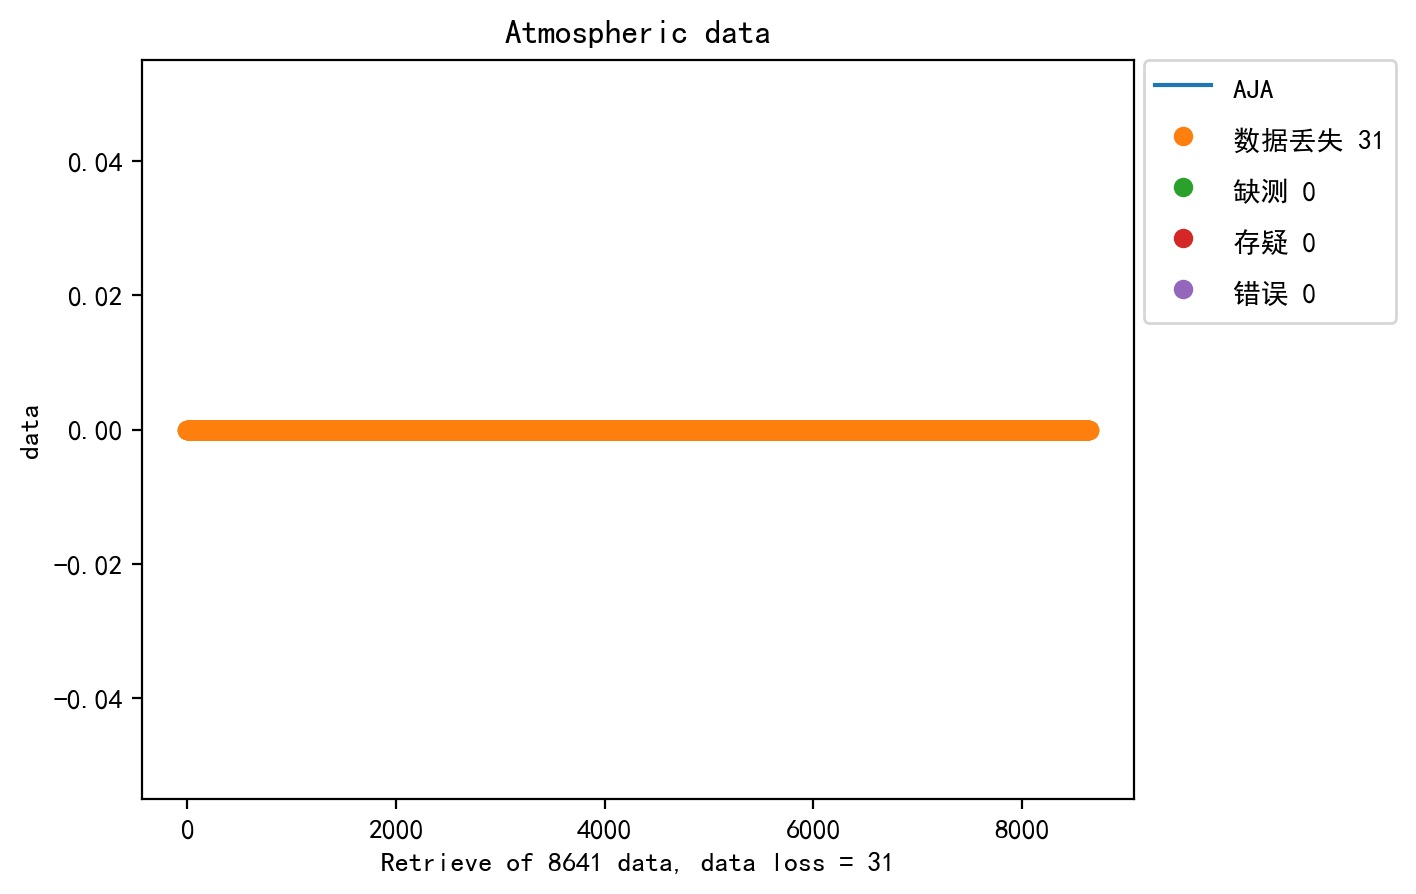 Atmospheric data
AJA
数据丢失 31
缺测 0
存疑 0
错误 0
0.04
0.02
0.00
−0.02
−0.04
data
0 2000 4000 6000 8000
Retrieve of 8641 data, data loss = 31